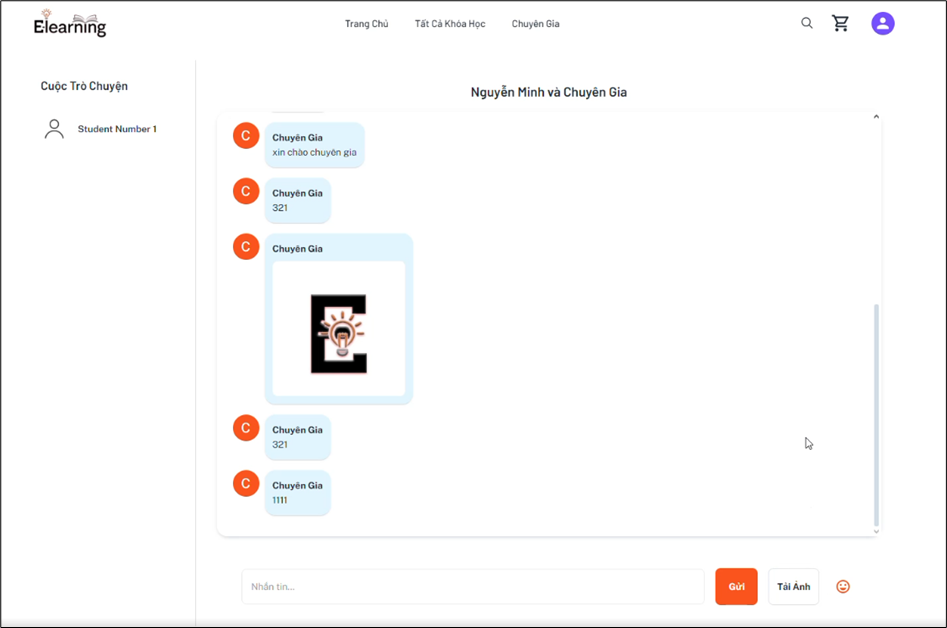 Elearning
Trang Chủ
Tất Cả Khóa Học
Chuyên Gia
Cuộc Trò Chuyện
Student Number 1
Nguyễn Minh và Chuyên Gia
C
Chuyên Gia
xin chào chuyên gia
C
Chuyên Gia
321
C
Chuyên Gia
E
C
Chuyên Gia
321
C
Chuyên Gia
1111
Nhắn tin...
Gửi
Tải Ảnh